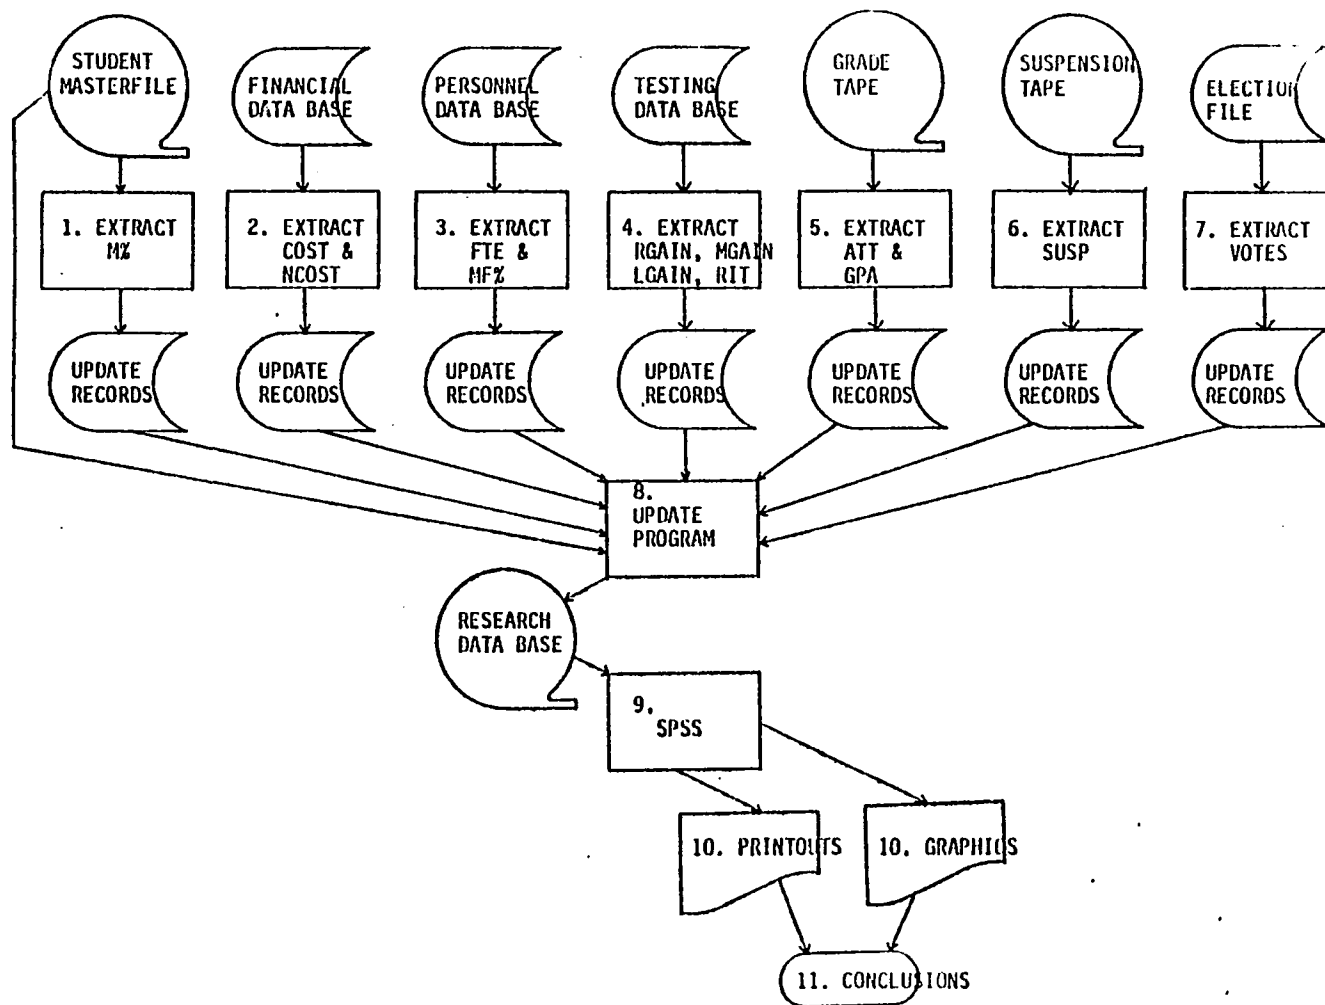 STUDENT
MASTERFILE
FINANCIAL
DATA BASE
PERSONNEL
DATA BASE
TESTING
DATA BASE
GRADE
TAPE
SUSPENSION
TAPE
ELECTION
FILE
1. EXTRACT
M%
2. EXTRACT
COST &
NCOST
3. EXTRACT
FTE &
MF%
4. EXTRACT
RGAIN, MGAIN
LGAIN, RIT
5. EXTRACT
ATT &
GPA
6. EXTRACT
SUSP
7. EXTRACT
VOTES
UPDATE
RECORDS
UPDATE
RECORDS
UPDATE
RECORDS
UPDATE
RECORDS
UPDATE
RECORDS
UPDATE
RECORDS
UPDATE
RECORDS
8.
UPDATE
PROGRAM
RESEARCH
DATA BASE
9.
SPSS
10. PRINTOUTS
10. GRAPHICS
11. CONCLUSIONS